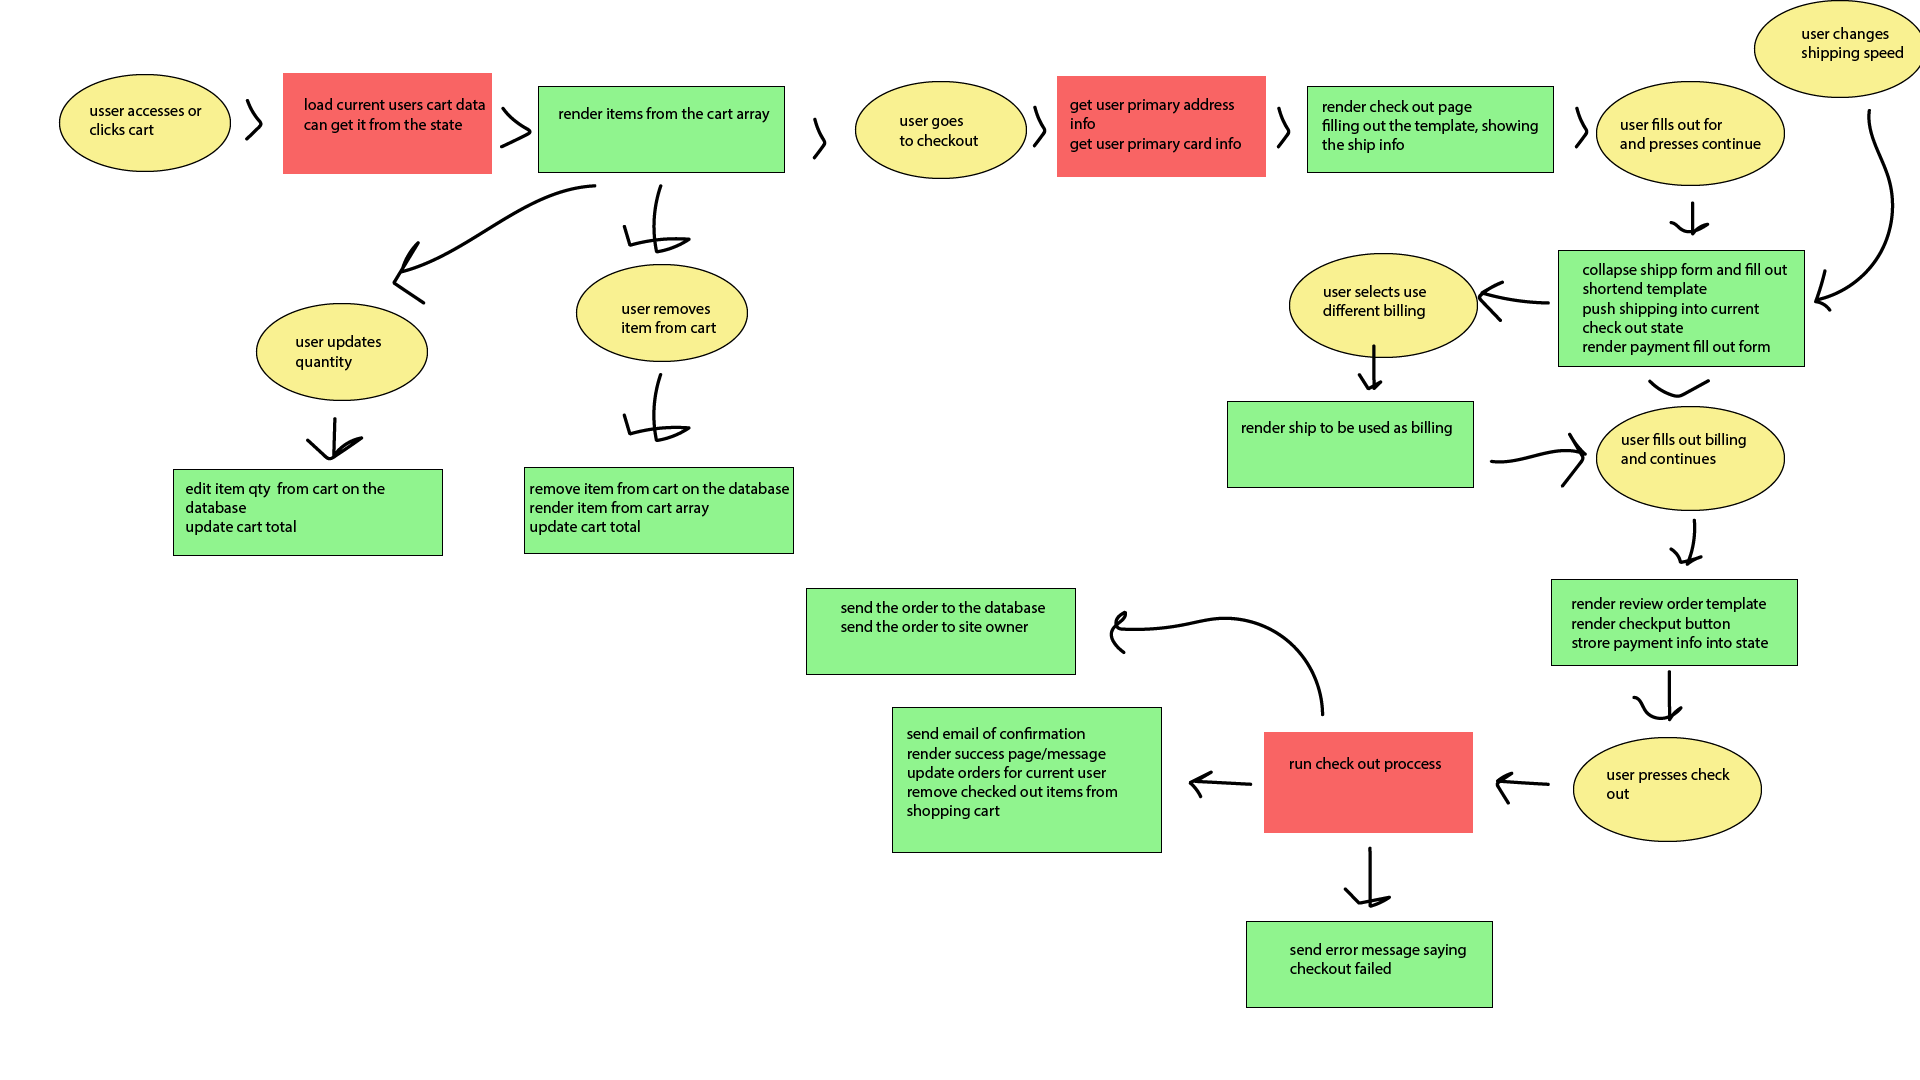 usser accesses or
clicks cart
load current users cart data
can get it from the state
render items from the cart array
user goes
to checkout
get user primary address
info
get user primary card info
render check out page
filling out the template, showing
the ship info
user fills out for
and presses continue
user changes
shipping speed
user updates
quantity
user removes
item from cart
edit item qty  from cart on the
database
update cart total
remove item from cart on the database
render item from cart array
update cart total
collapse shipp form and fill out
shortend template
push shipping into current
check out state
render payment fill out form
user selects use
different billing
render ship to be used as billing
user fills out billing
and continues
render review order template
render checkput button
strore payment info into state
user presses check
out
run check out proccess
send the order to the database
send the order to site owner
send email of confirmation
render success page/message
update orders for current user
remove checked out items from
shopping cart
send error message saying
checkout failed